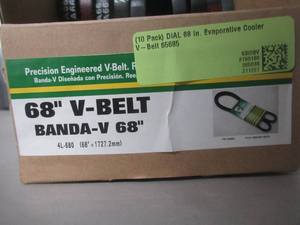 (10 Pack) DIAL 68 in. Evaporative Cooler
V-Belt 65685
Precision Engineered V-Belt.
Banda-V Diseñada con Precisión.
68" V-BELT
BANDA-V 68"
4L-680 (68" = 1727.2mm)